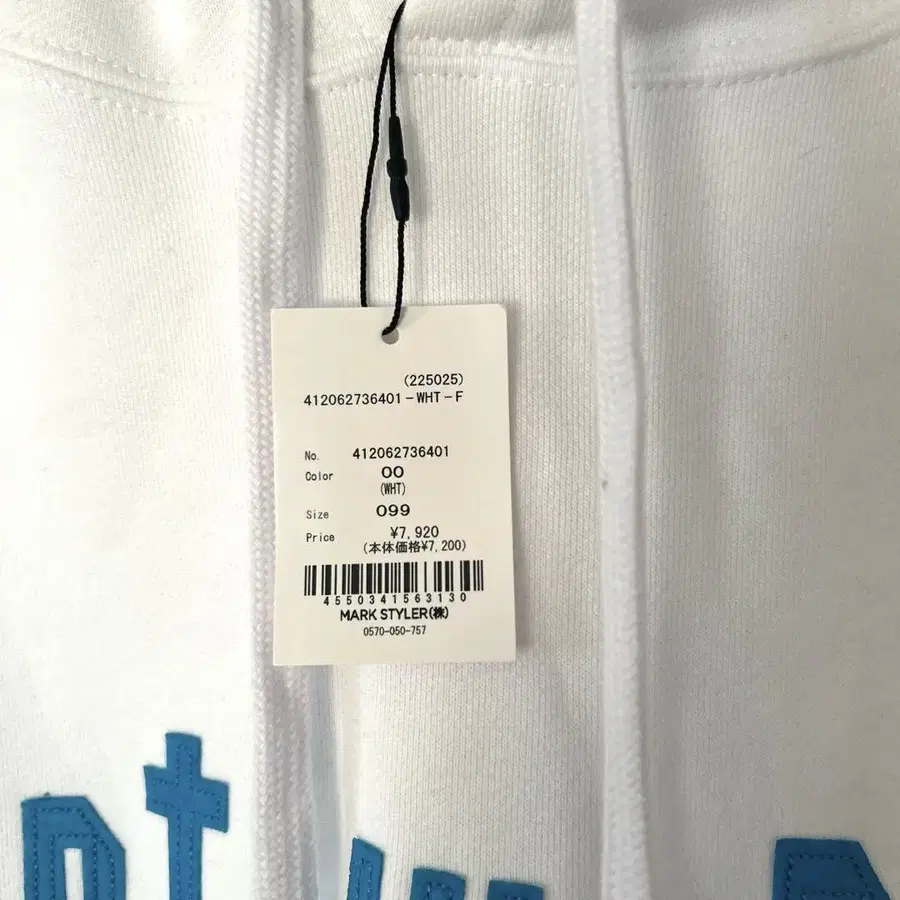 (225025)
412062736401-WHT-F
No. 412062736401
Color 00
(WHT)
Size 099
Price ¥7,920
(本体価格¥7,200)
4550341563130
MARK STYLER(株)
0570-050-757